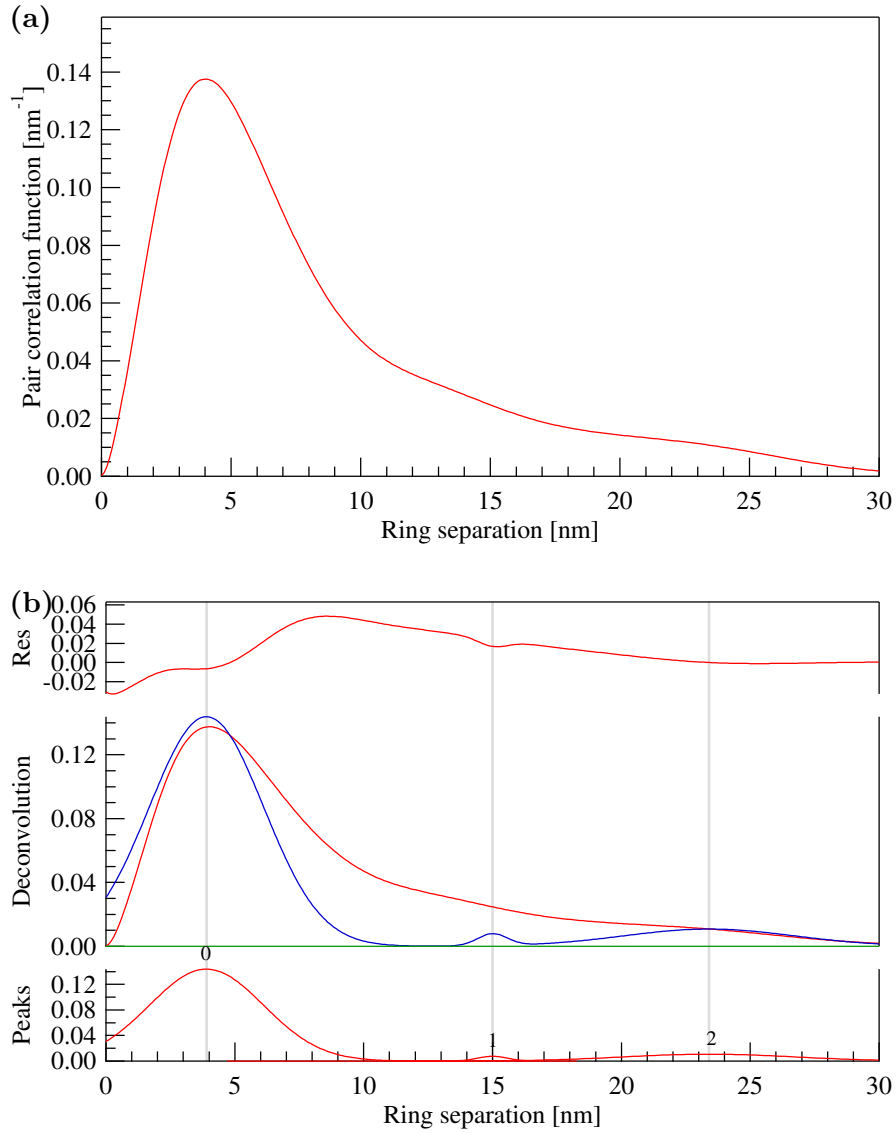 (a)
Pair correlation function [nm-1]
0.14
0.12
0.10
0.08
0.06
0.04
0.02
0.00
0 5 10 15 20 25 30
Ring separation [nm]
(b)
Res
0.06
0.04
0.02
0.00
-0.02
Deconvolution
0.12
0.08
0.04
0.00
0
Peaks
0.12
0.08
0.04
0.00
1 2
0 5 10 15 20 25 30
Ring separation [nm]